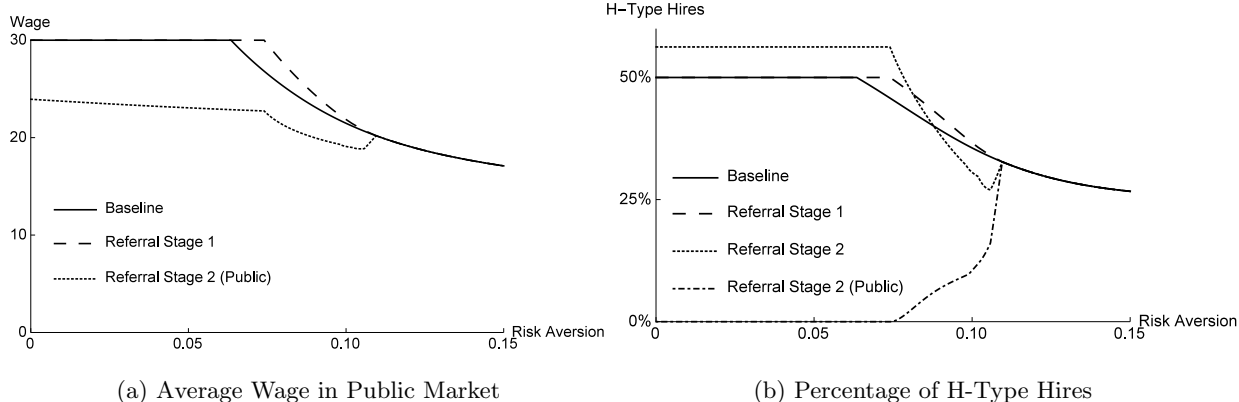 Wage
30
20
10
0
0
0.05
0.10
0.15
Risk Aversion
Baseline
Referral Stage 1
Referral Stage 2 (Public)
(a) Average Wage in Public Market
H-Type Hires
50%
25%
0%
0
0.05
0.10
0.15
Risk Aversion
Baseline
Referral Stage 1
Referral Stage 2
Referral Stage 2 (Public)
(b) Percentage of H-Type Hires